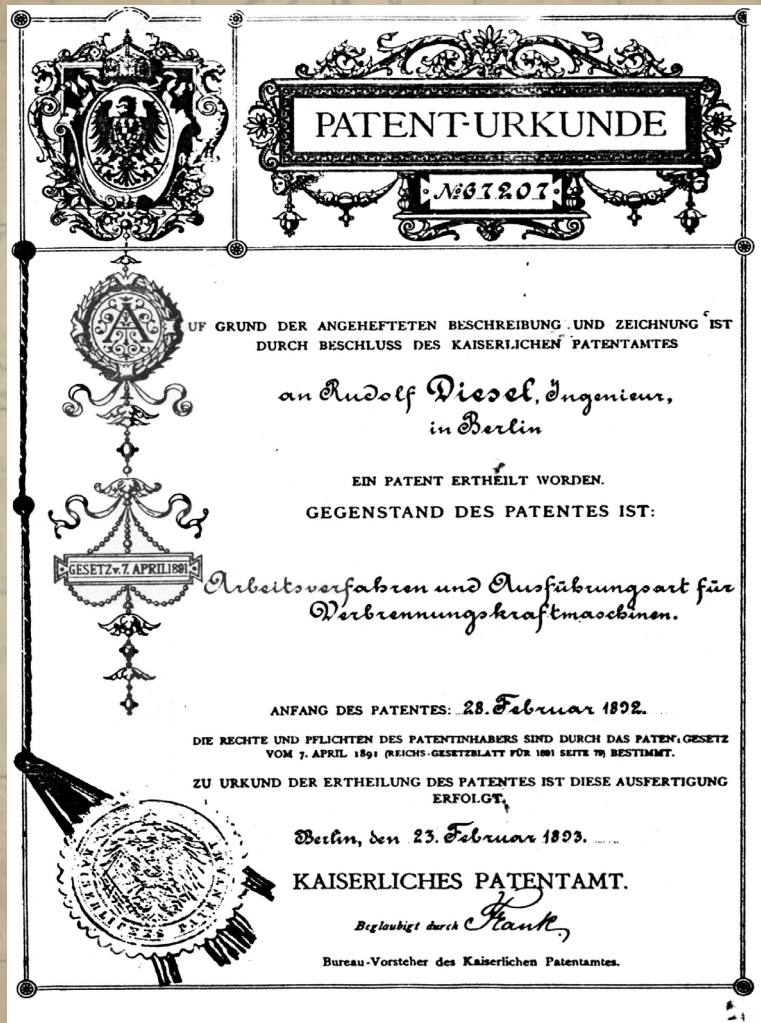 PATENT-URKUNDE
No 67207
AUF GRUND DER ANGEHEFTETEN BESCHREIBUNG UND ZEICHNUNG IST
DURCH BESCHLUSS DES KAISERLICHEN PATENTAMTES
an Rudolf Diesel, Ingenieur,
in Berlin
EIN PATENT ERTHEILT WORDEN.
GEGENSTAND DES PATENTES IST:
GESETZ v. 7. APRIL 1891
Arbeitsverfahren und Ausführungsart für
Verbrennungskraftmaschinen.
ANFANG DES PATENTES: 28. Februar 1892.
DIE RECHTE UND PFLICHTEN DES PATENTINHABERS SIND DURCH DAS PATENTGESETZ
VOM 7. APRIL 1891 (REICHS-GESETZBLATT FÜR 1891 SEITE 79) BESTIMMT.
ZU URKUND DER ERTHEILUNG DES PATENTES IST DIESE AUSFERTIGUNG
ERFOLGT.
Berlin, den 23. Februar 1893.
KAISERLICHES PATENTAMT.
Beglaubigt durch Frank,
Bureau-Vorsteher des Kaiserlichen Patentamtes.
KAISERLICHES PATENTAMT